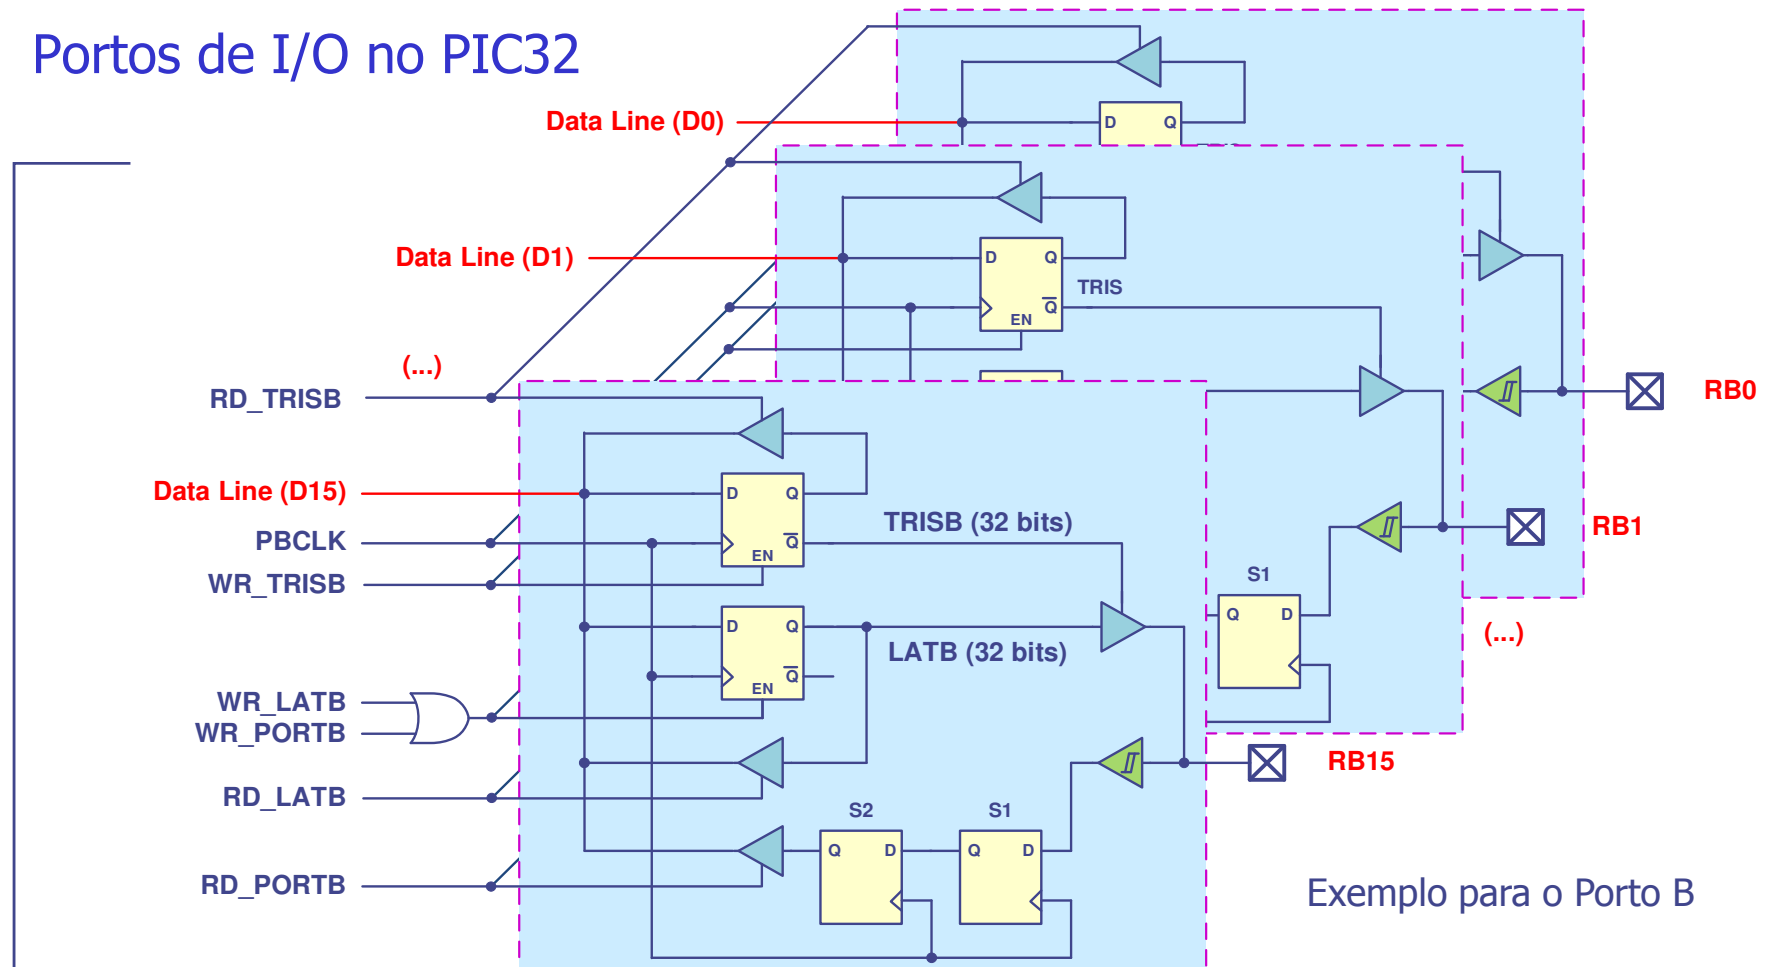 Portos de I/O no PIC32
Data Line (D0)
D Q
Data Line (D1)
D Q
TRIS
Q
EN
(...)
RD_TRISB
RB0
Data Line (D15)
D Q
TRISB (32 bits)
RB1
PBCLK
Q
EN
WR_TRISB
S1
Q D
D Q
(...)
LATB (32 bits)
Q
EN
WR_LATB
WR_PORTB
RB15
RD_LATB
S2 S1
Q D Q D
RD_PORTB
Exemplo para o Porto B